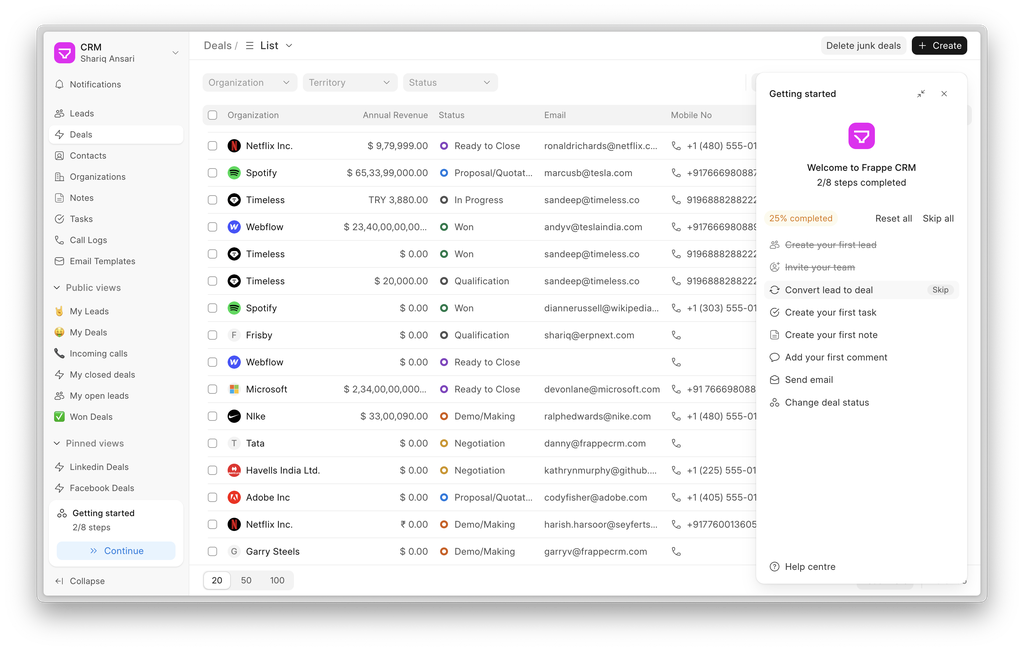 CRM
Shariq Ansari
Notifications
Leads
Deals
Contacts
Organizations
Notes
Tasks
Call Logs
Email Templates
Public views
My Leads
My Deals
Incoming calls
My closed deals
My open leads
Won Deals
Pinned views
Linkedin Deals
Facebook Deals
Getting started
2/8 steps
Continue
Collapse
Deals / List
Delete junk deals
+ Create
Organization Territory Status
Organization Annual Revenue Status Email Mobile No
Netflix Inc. $ 9,79,999.00 Ready to Close ronaldrichards@netflix.c... +1 (480) 555-01
Spotify $ 65,33,99,000.00 Proposal/Quotat... marcusb@tesla.com +917666980887
Timeless TRY 3,880.00 In Progress sandeep@timeless.co 9196888288222
Webflow $ 23,40,00,00,00... Won andyv@teslaindia.com +9176669808890
Timeless $ 0.00 Won sandeep@timeless.co 9196888288222
Timeless $ 20,000.00 Qualification sandeep@timeless.co 9196888288222
Spotify $ 0.00 Won diannerussell@wikipedia... +1 (303) 555-01
F Frisby $ 0.00 Qualification shariq@erpnext.com
Webflow $ 0.00 Ready to Close
Microsoft $ 2,34,00,00,000... Ready to Close devonlane@microsoft.com +91 766698088
NIke $ 33,00,090.00 Demo/Making ralphedwards@nike.com +1 (480) 555-01
T Tata $ 0.00 Negotiation danny@frappecrm.com
Havells India Ltd. $ 0.00 Negotiation kathrynmurphy@github.... +1 (225) 555-01
Adobe Inc $ 0.00 Proposal/Quotat... codyfisher@adobe.com +1 (405) 555-01
Netflix Inc. ₹ 0.00 Demo/Making harish.harsoor@seyferts... +917760013605
G Garry Steels $ 0.00 Demo/Making garryv@frappecrm.com
20 50 100
Getting started
Welcome to Frappe CRM
2/8 steps completed
25% completed Reset all Skip all
Create your first lead
Invite your team
Convert lead to deal Skip
Create your first task
Create your first note
Add your first comment
Send email
Change deal status
Help centre